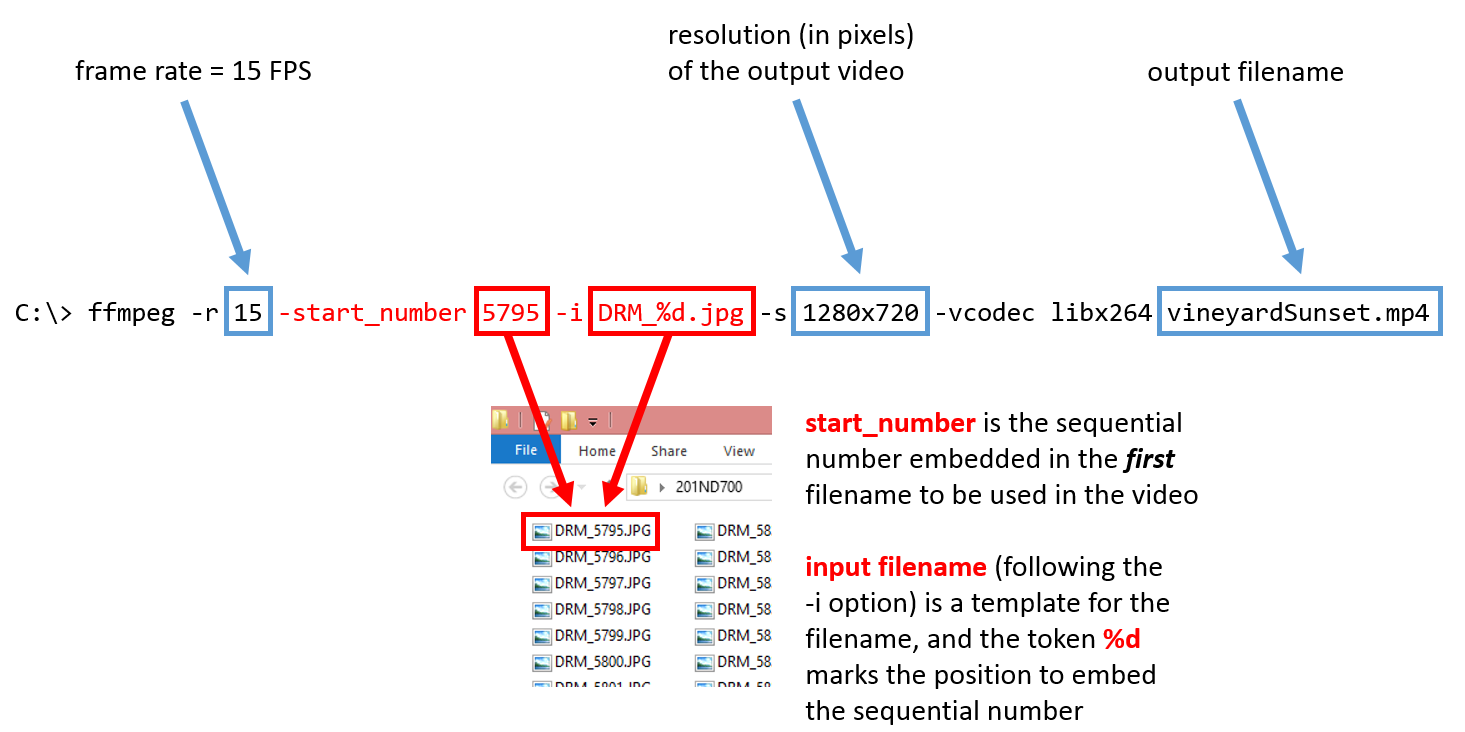 frame rate = 15 FPS
resolution (in pixels)
of the output video
output filename
C:\> ffmpeg -r 15 -start_number 5795 -i DRM_%d.jpg -s 1280x720 -vcodec libx264 vineyardSunset.mp4
File Home Share View
201ND700
DRM_5795.JPG DRM_58
DRM_5796.JPG DRM_58
DRM_5797.JPG DRM_58
DRM_5798.JPG DRM_58
DRM_5799.JPG DRM_58
DRM_5800.JPG DRM_58
DRM_5801.JPG DRM_58
start_number is the sequential
number embedded in the first
filename to be used in the video
input filename (following the
-i option) is a template for the
filename, and the token %d
marks the position to embed
the sequential number